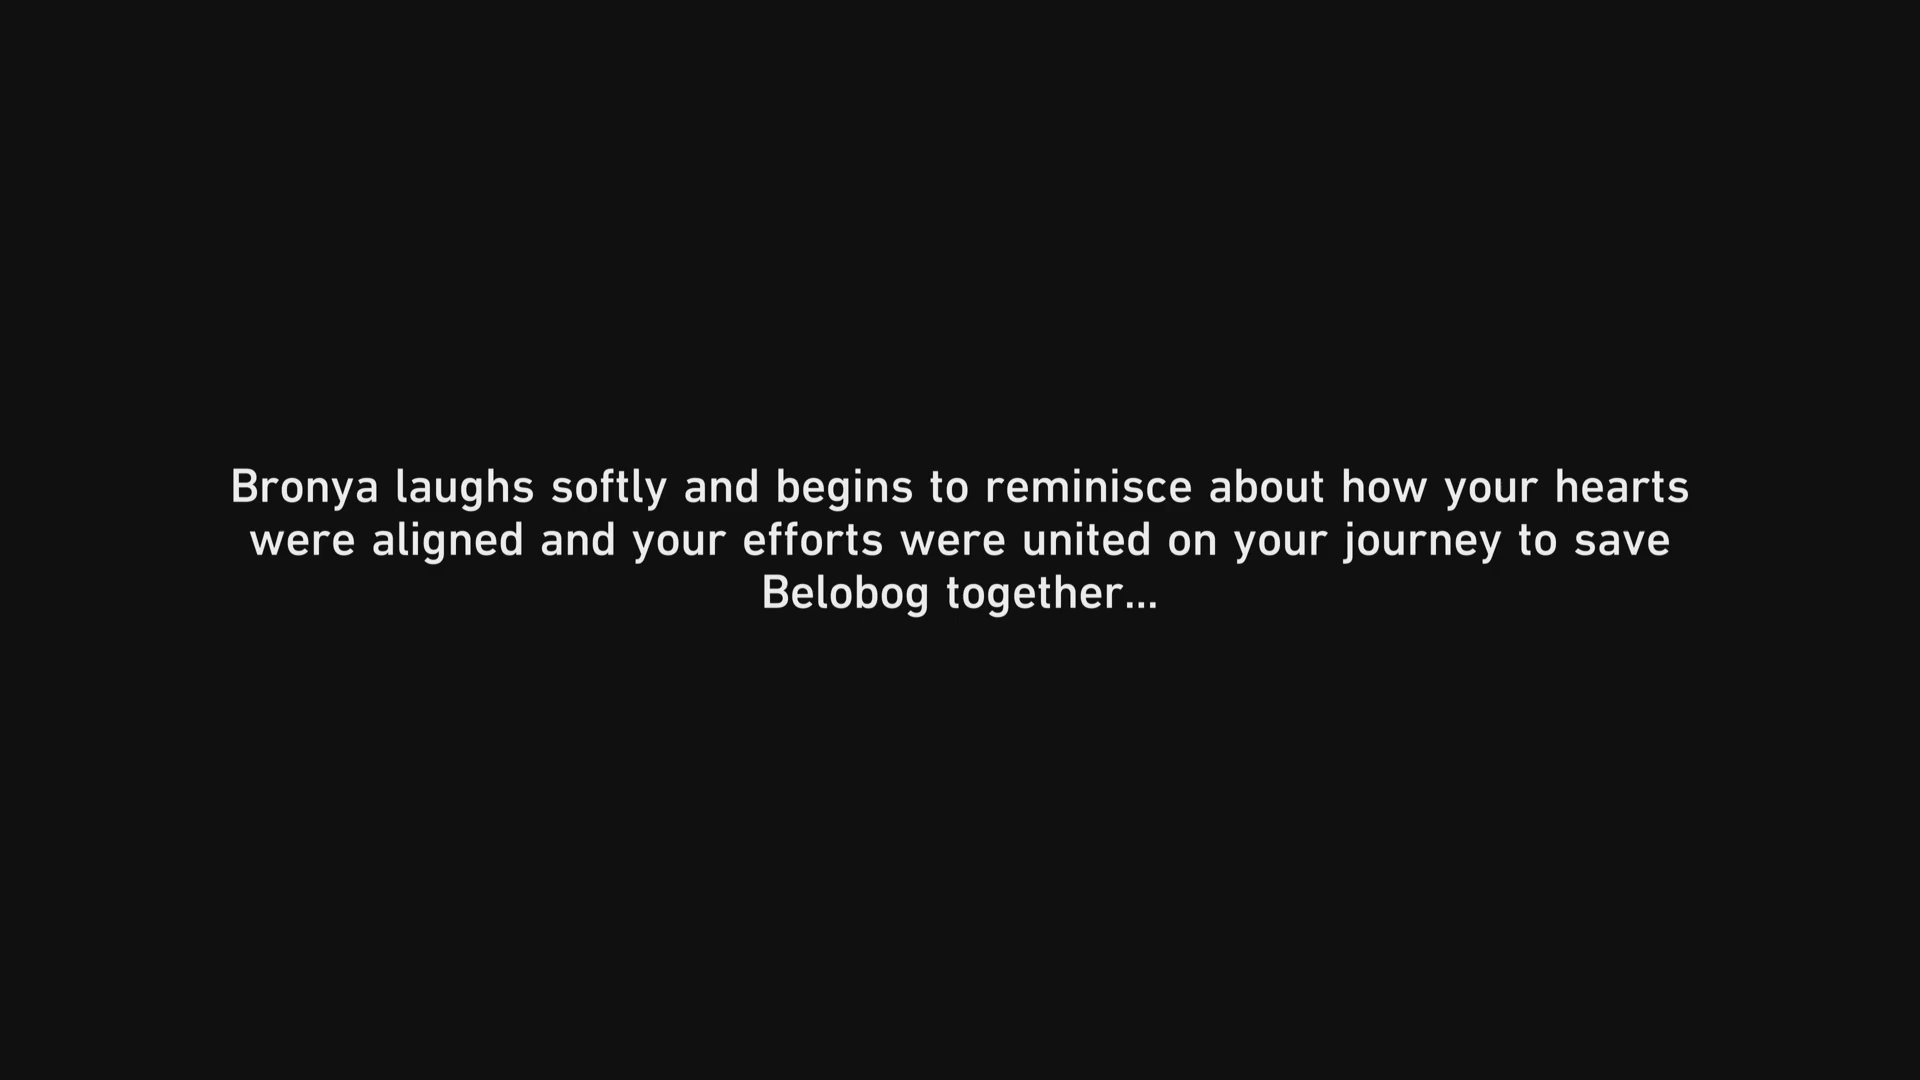 Bronya laughs softly and begins to reminisce about how your hearts
were aligned and your efforts were united on your journey to save
Belobog together...